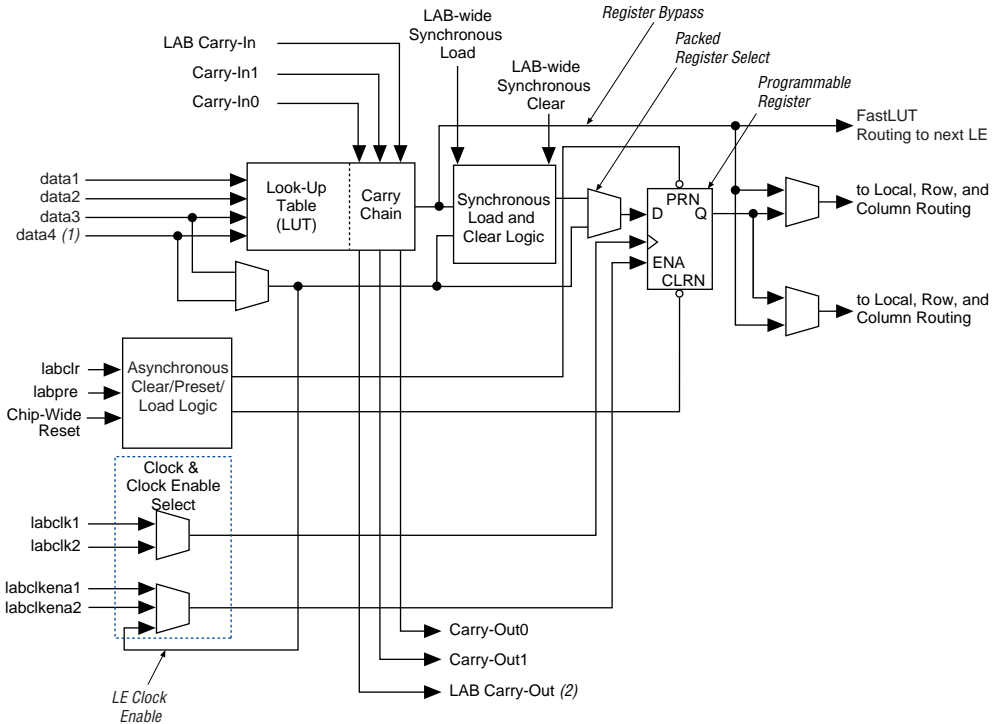 Register Bypass
LAB-wide
Synchronous
Load
Packed
Register Select
LAB Carry-In
Carry-In1
Carry-In0
LAB-wide
Synchronous
Clear
Programmable
Register
FastLUT
Routing to next LE
data1
data2
data3
data4 (1)
Look-Up
Table
(LUT)
Carry
Chain
Synchronous
Load and
Clear Logic
PRN
D
Q
ENA
CLRN
to Local, Row, and
Column Routing
to Local, Row, and
Column Routing
labclr
labpre
Chip-Wide
Reset
Asynchronous
Clear/Preset/
Load Logic
Clock &
Clock Enable
Select
labclk1
labclk2
labclkena1
labclkena2
Carry-Out0
Carry-Out1
LAB Carry-Out (2)
LE Clock
Enable